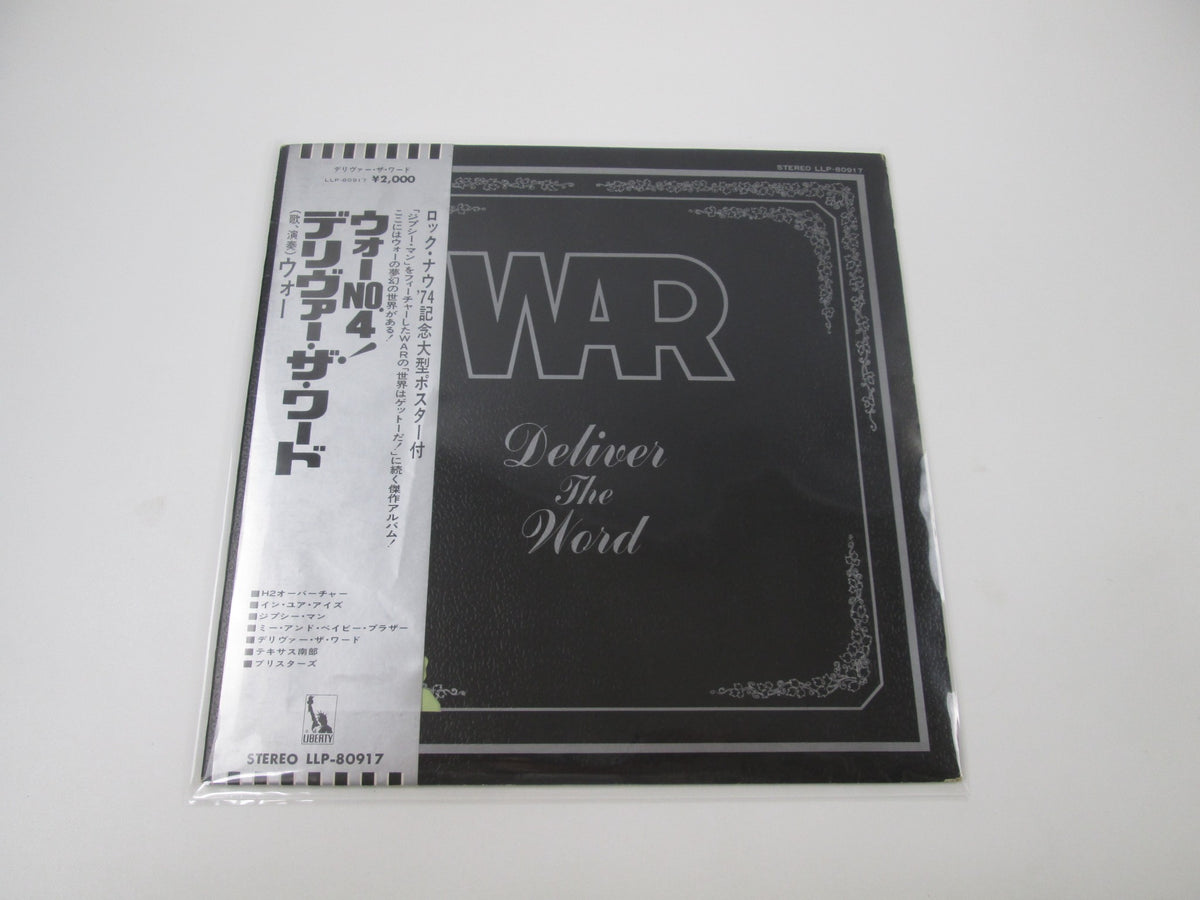 デリヴァー・ザ・ワード
LLP-80917 ¥2,000
ロック・ナウ'74記念大型ポスター付
「ジプシー・マン」をフィーチャーしたWARの「世界はゲットーだ!」に続く傑作アルバム!
ここにはウォーの夢幻の世界がある!
ウォーNO.4!
デリヴァー・ザ・ワード
(歌、演奏)ウォー
■H2オーバーチャー
■イン・ユア・アイズ
■ジプシー・マン
■ミー・アンド・ベイビー・ブラザー
■デリヴァー・ザ・ワード
■テキサス南部
■ブリスターズ
LIBERTY
STEREO LLP-80917
STEREO LLP-80917
WAR
Deliver
The
Word